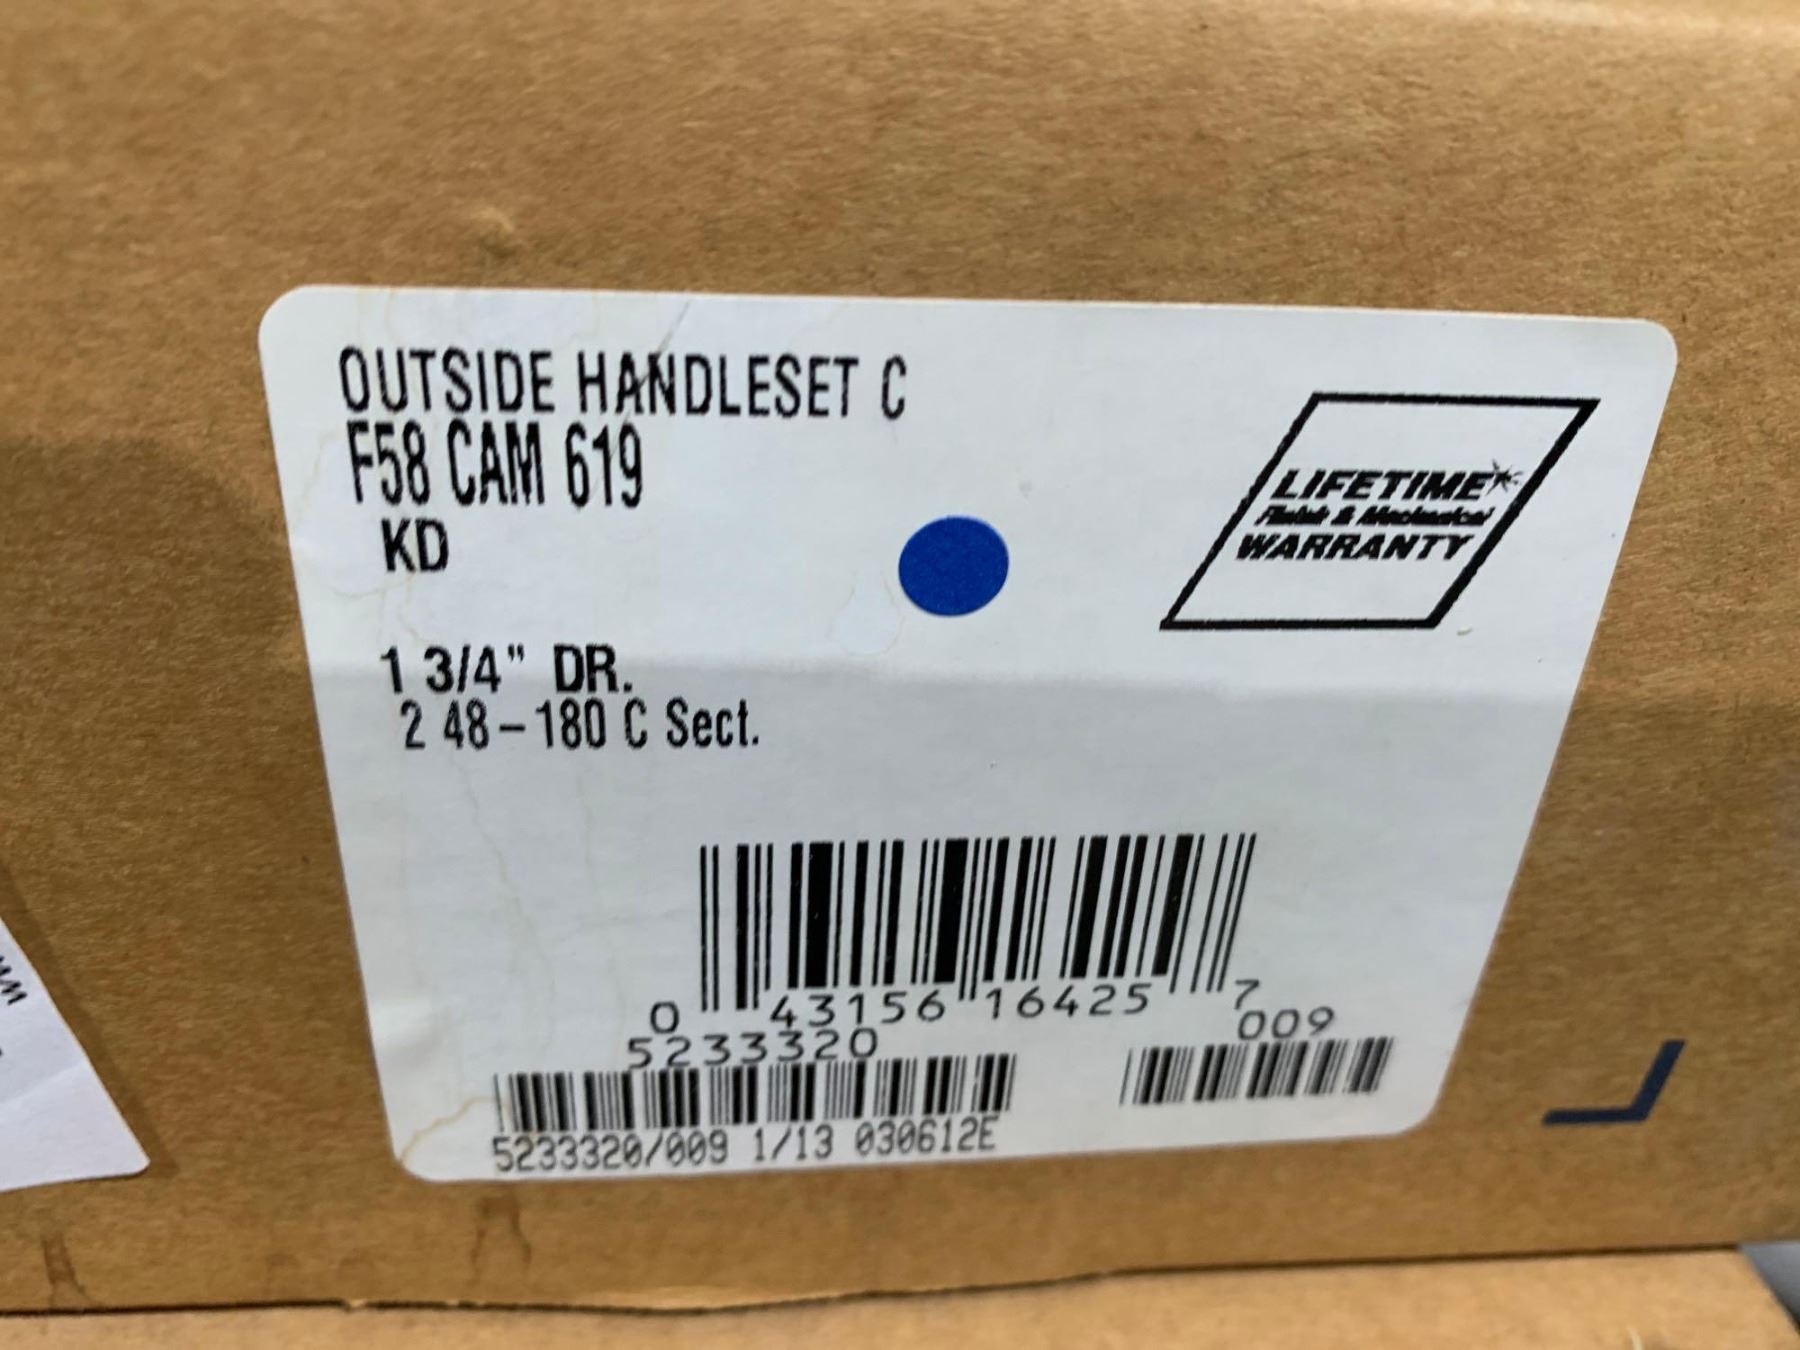 OUTSIDE HANDLESET C
F58 CAM 619
KD
1 3/4" DR.
2 48-180 C Sect.
LIFETIME
Finish & Mechanical
WARRANTY
0 43156 16425 7
5233320
009
5233320/009 1/13 030612E